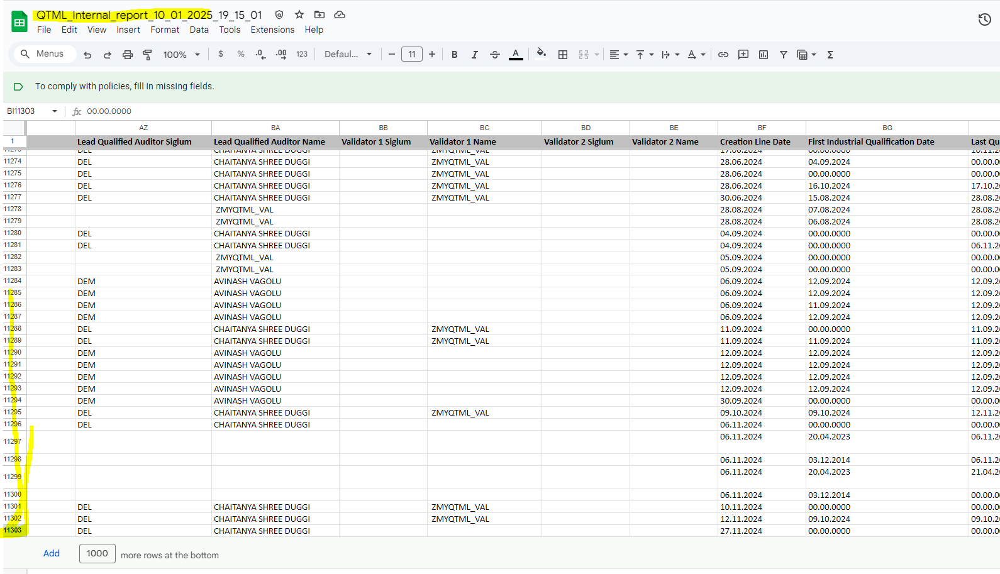 QTML_Internal_report_10_01_2025_19_15_01
File Edit View Insert Format Data Tools Extensions Help
Menus 100% $ % .0 .00 123 Defaul... − 11 + B I A A Σ
To comply with policies, fill in missing fields.
BI11303 fx 00.00.0000
AZ BA BB BC BD BE BF BG
1 Lead Qualified Auditor Siglum Lead Qualified Auditor Name Validator 1 Siglum Validator 1 Name Validator 2 Siglum Validator 2 Name Creation Line Date First Industrial Qualification Date Last Qu
11273 DEL CHAITANYA SHREE DUGGI ZMYQTML_VAL 17.06.2024 00.00.0000 10.11.2
11274 DEL CHAITANYA SHREE DUGGI ZMYQTML_VAL 28.06.2024 04.09.2024 00.00.0
11275 DEL CHAITANYA SHREE DUGGI ZMYQTML_VAL 28.06.2024 00.00.0000 00.00.0
11276 DEL CHAITANYA SHREE DUGGI ZMYQTML_VAL 28.06.2024 16.10.2024 17.10.2
11277 DEL CHAITANYA SHREE DUGGI ZMYQTML_VAL 30.06.2024 15.08.2024 28.08.2
11278 ZMYQTML_VAL 28.08.2024 07.08.2024 28.08.2
11279 ZMYQTML_VAL 28.08.2024 06.08.2024 28.08.2
11280 DEL CHAITANYA SHREE DUGGI 04.09.2024 00.00.0000 00.00.0
11281 DEL CHAITANYA SHREE DUGGI 04.09.2024 00.00.0000 06.11.2
11282 ZMYQTML_VAL 05.09.2024 00.00.0000 00.00.0
11283 ZMYQTML_VAL 05.09.2024 00.00.0000 00.00.0
11284 DEM AVINASH VAGOLU 06.09.2024 12.09.2024 12.09.2
11285 DEM AVINASH VAGOLU 06.09.2024 12.09.2024 12.09.2
11286 DEM AVINASH VAGOLU 06.09.2024 11.09.2024 12.09.2
11287 DEM AVINASH VAGOLU 06.09.2024 12.09.2024 12.09.2
11288 DEL CHAITANYA SHREE DUGGI ZMYQTML_VAL 11.09.2024 00.00.0000 11.09.2
11289 DEL CHAITANYA SHREE DUGGI ZMYQTML_VAL 11.09.2024 11.09.2024 11.09.2
11290 DEM AVINASH VAGOLU 12.09.2024 12.09.2024 12.09.2
11291 DEM AVINASH VAGOLU 12.09.2024 12.09.2024 12.09.2
11292 DEM AVINASH VAGOLU 12.09.2024 12.09.2024 12.09.2
11293 DEM AVINASH VAGOLU 12.09.2024 12.09.2024 12.09.2
11294 DEM AVINASH VAGOLU 30.09.2024 00.00.0000 00.00.0
11295 DEL CHAITANYA SHREE DUGGI ZMYQTML_VAL 09.10.2024 09.10.2024 12.11.2
11296 DEL CHAITANYA SHREE DUGGI 06.11.2024 00.00.0000 00.00.0
11297 06.11.2024 20.04.2023 06.11.2
11298 06.11.2024 03.12.2014 06.11.2
11299 06.11.2024 20.04.2023 21.04.2
11300 06.11.2024 03.12.2014 00.00.0
11301 DEL CHAITANYA SHREE DUGGI ZMYQTML_VAL 10.11.2024 00.00.0000 00.00.0
11302 DEL CHAITANYA SHREE DUGGI ZMYQTML_VAL 12.11.2024 09.10.2024 09.10.2
11303 DEL CHAITANYA SHREE DUGGI 27.11.2024 00.00.0000 00.00.0
Add 1000 more rows at the bottom